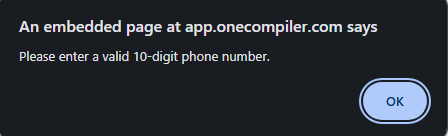 An embedded page at app.onecompiler.com says
Please enter a valid 10-digit phone number.
OK